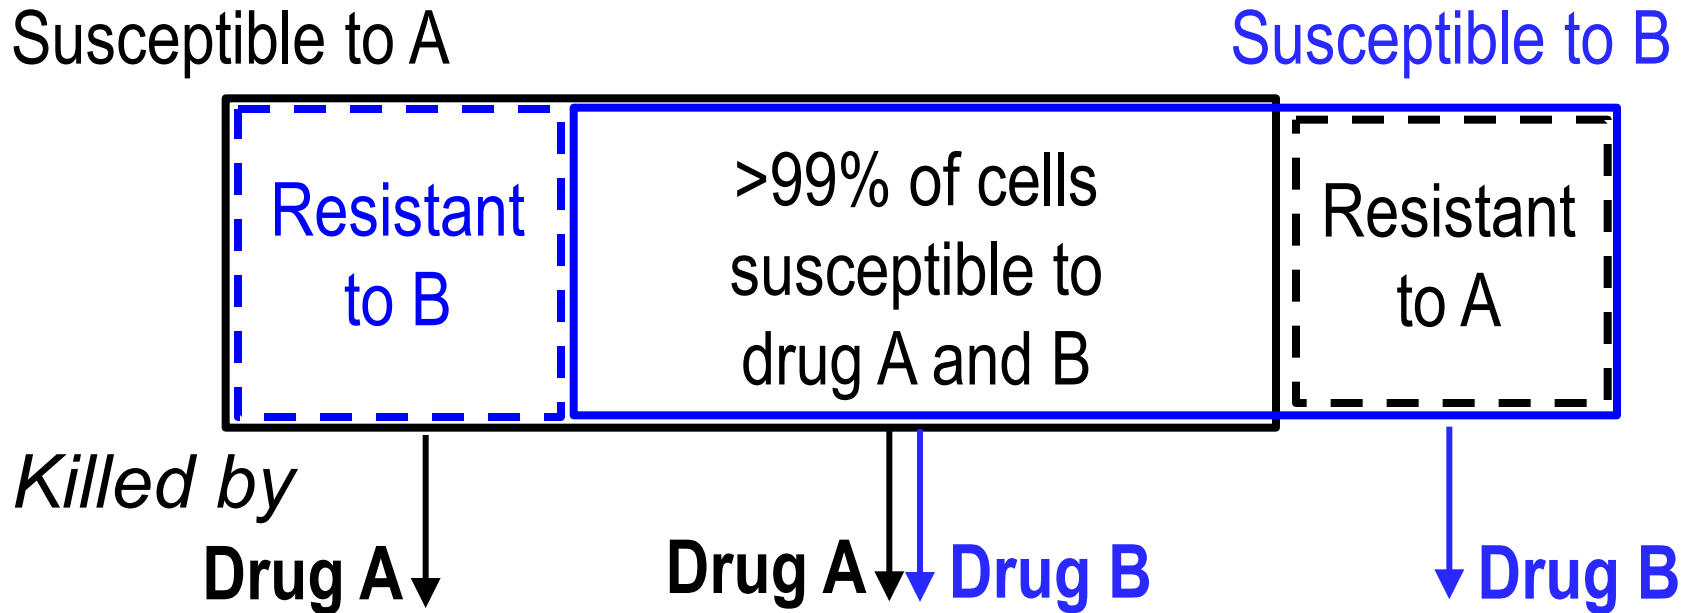 Susceptible to A
Susceptible to B
Resistant
to B
>99% of cells
susceptible to
drug A and B
Resistant
to A
Killed by
Drug A
Drug A
Drug B
Drug B